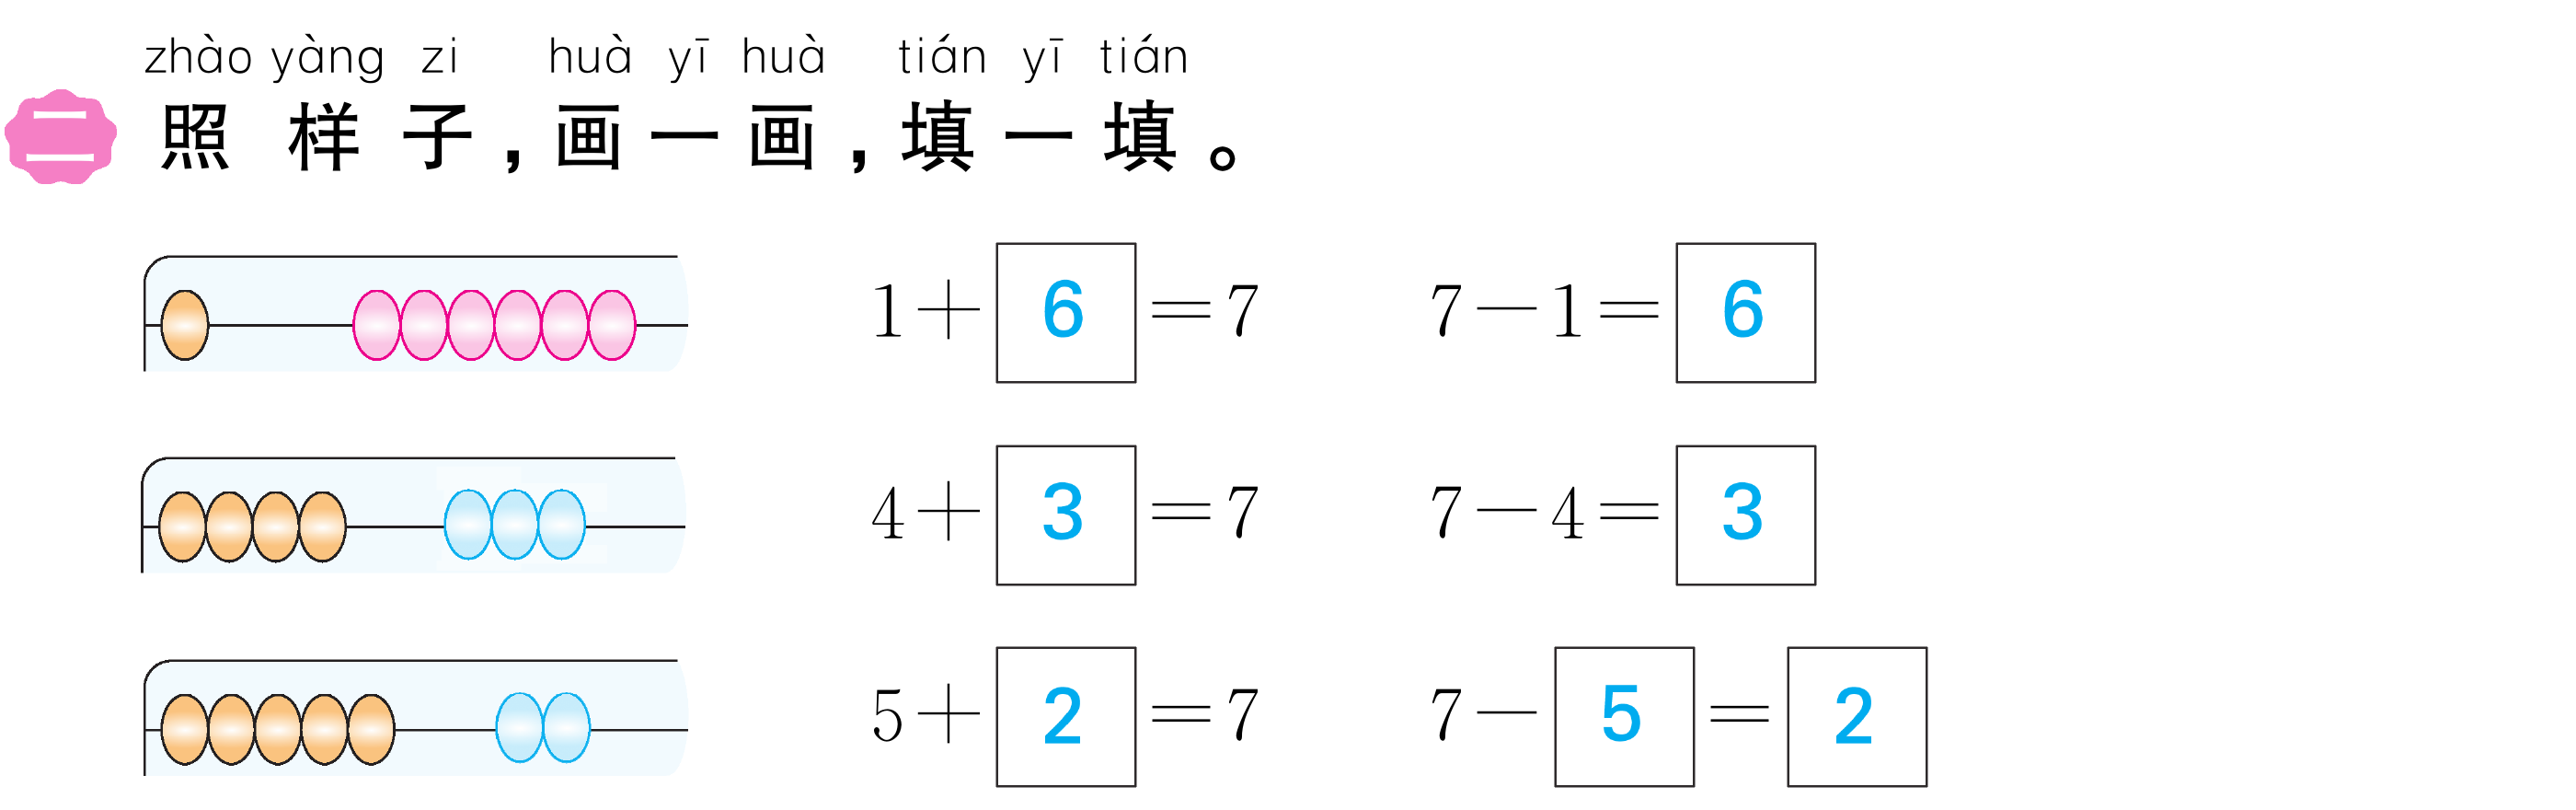 zhào yàng zi huà yī huà tián yī tián
二 照样子，画一画，填一填。
1+6=7 7-1=6
4+3=7 7-4=3
5+2=7 7-5=2